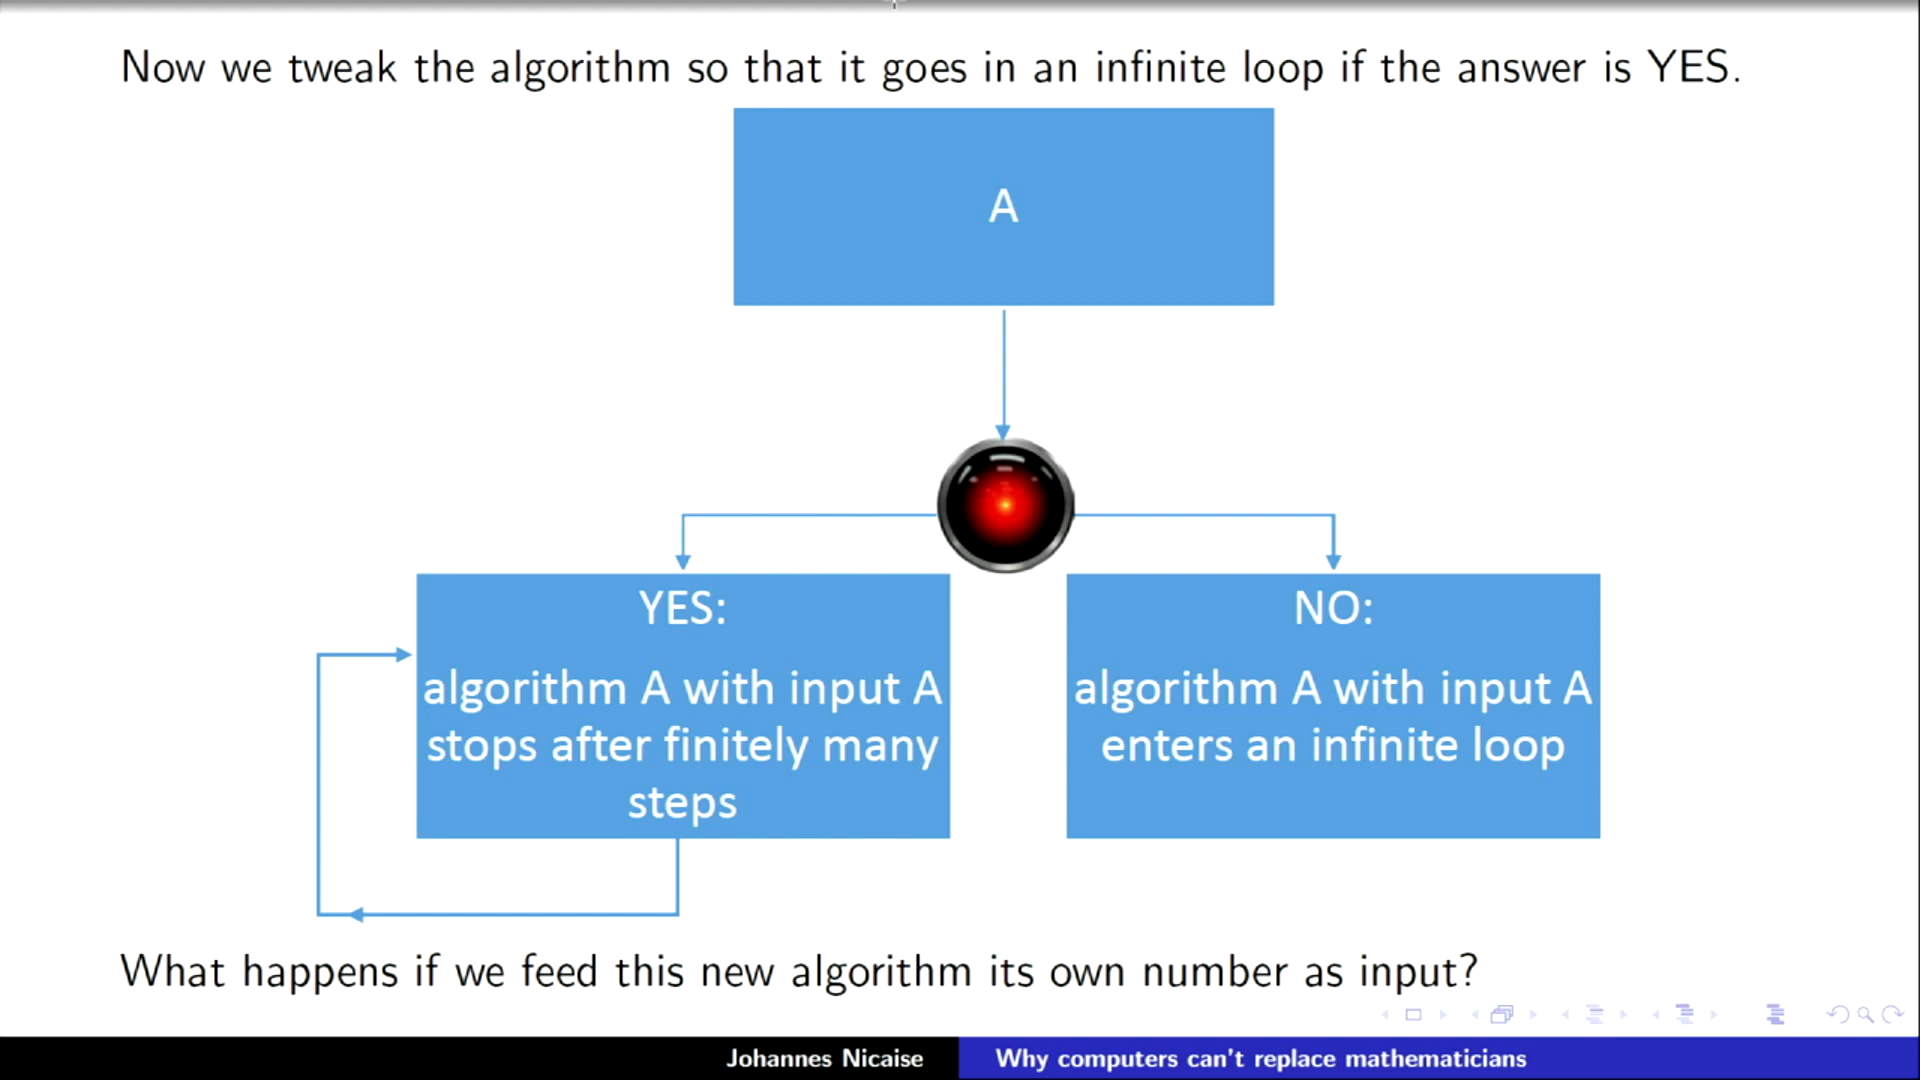 Now we tweak the algorithm so that it goes in an infinite loop if the answer is YES.
A
YES:
algorithm A with input A
stops after finitely many
steps
NO:
algorithm A with input A
enters an infinite loop
What happens if we feed this new algorithm its own number as input?
Johannes Nicaise
Why computers can't replace mathematicians